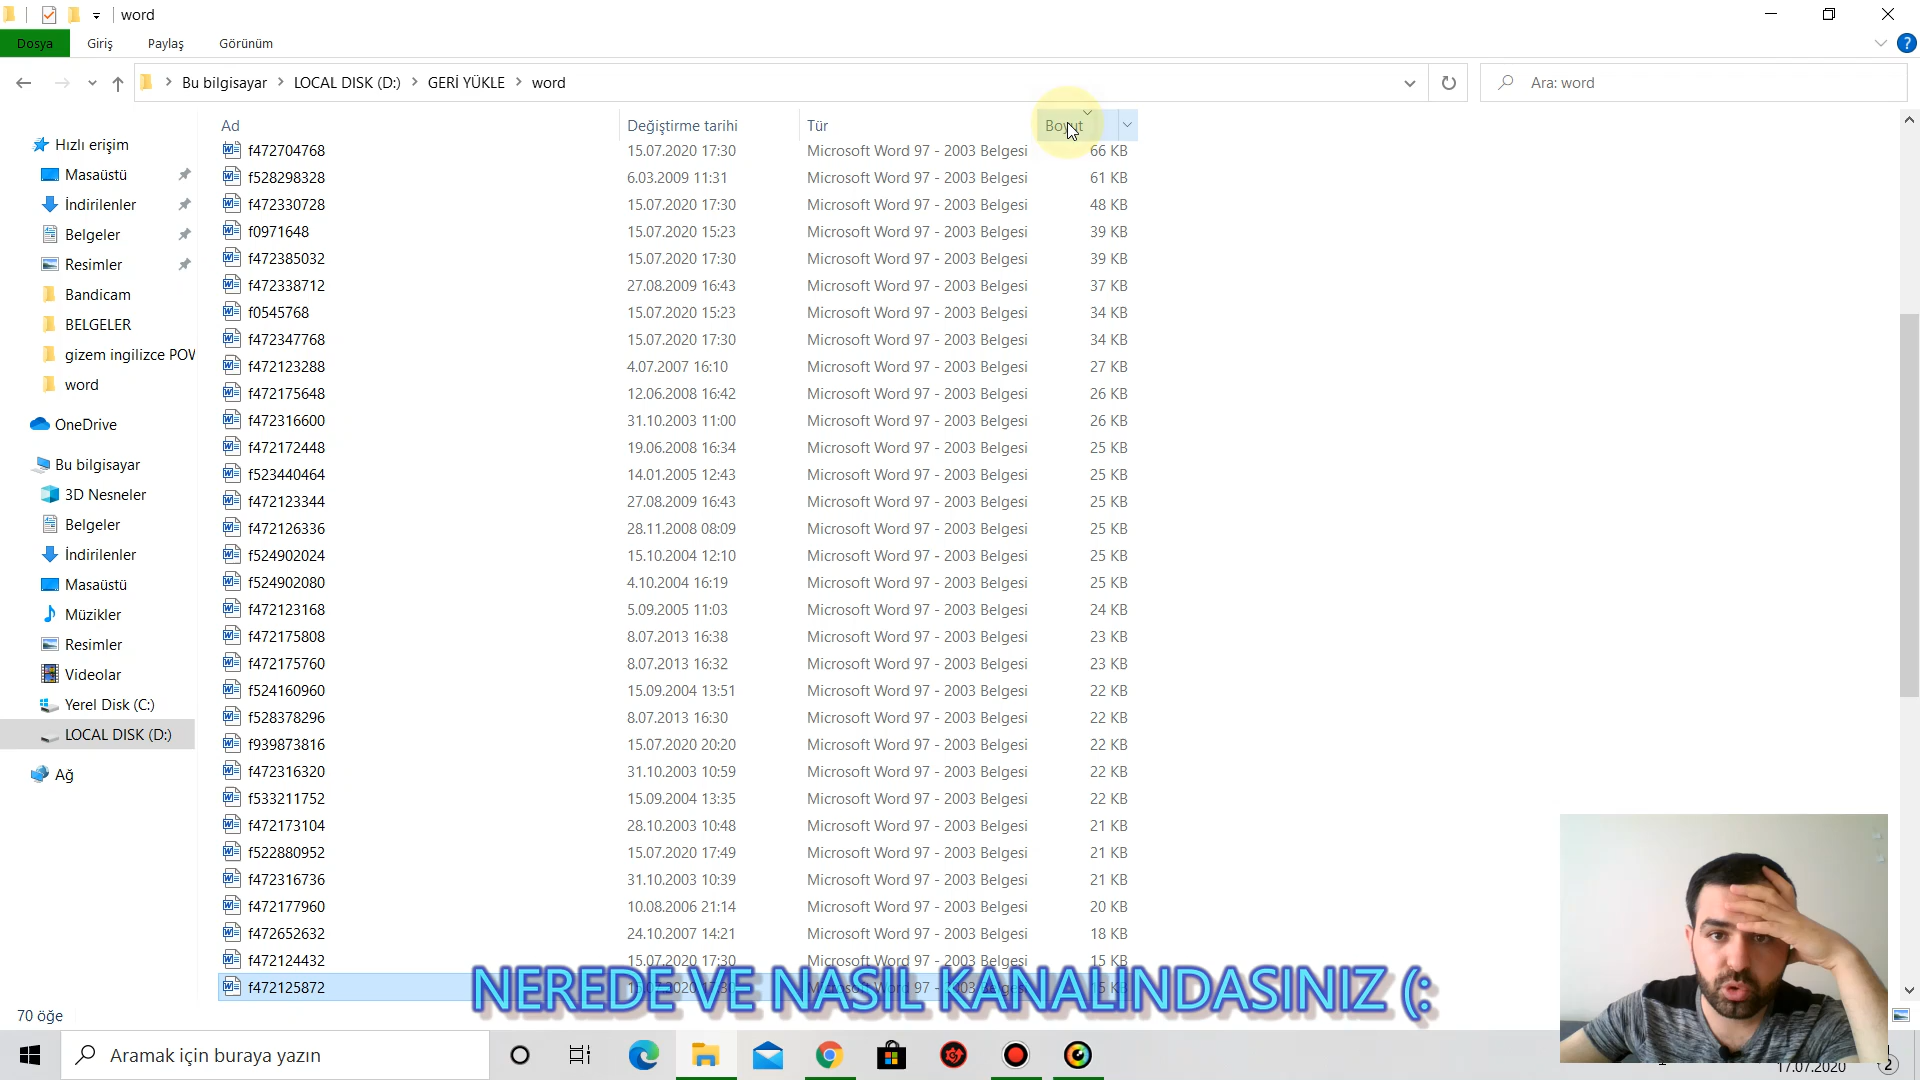 word
Dosya Giriş Paylaş Görünüm
Bu bilgisayar LOCAL DISK (D:) GERİ YÜKLE word
Ara: word
Ad Değiştirme tarihi Tür Boyut
f472704768 15.07.2020 17:30 Microsoft Word 97 - 2003 Belgesi 66 KB
f528298328 6.03.2009 11:31 Microsoft Word 97 - 2003 Belgesi 61 KB
f472330728 15.07.2020 17:30 Microsoft Word 97 - 2003 Belgesi 48 KB
f0971648 15.07.2020 15:23 Microsoft Word 97 - 2003 Belgesi 39 KB
f472385032 15.07.2020 17:30 Microsoft Word 97 - 2003 Belgesi 39 KB
f472338712 27.08.2009 16:43 Microsoft Word 97 - 2003 Belgesi 37 KB
f0545768 15.07.2020 15:23 Microsoft Word 97 - 2003 Belgesi 34 KB
f472347768 15.07.2020 17:30 Microsoft Word 97 - 2003 Belgesi 34 KB
f472123288 4.07.2007 16:10 Microsoft Word 97 - 2003 Belgesi 27 KB
f472175648 12.06.2008 16:42 Microsoft Word 97 - 2003 Belgesi 26 KB
f472316600 31.10.2003 11:00 Microsoft Word 97 - 2003 Belgesi 26 KB
f472172448 19.06.2008 16:34 Microsoft Word 97 - 2003 Belgesi 25 KB
f523440464 14.01.2005 12:43 Microsoft Word 97 - 2003 Belgesi 25 KB
f472123344 27.08.2009 16:43 Microsoft Word 97 - 2003 Belgesi 25 KB
f472126336 28.11.2008 08:09 Microsoft Word 97 - 2003 Belgesi 25 KB
f524902024 15.10.2004 12:10 Microsoft Word 97 - 2003 Belgesi 25 KB
f524902080 4.10.2004 16:19 Microsoft Word 97 - 2003 Belgesi 25 KB
f472123168 5.09.2005 11:03 Microsoft Word 97 - 2003 Belgesi 24 KB
f472175808 8.07.2013 16:38 Microsoft Word 97 - 2003 Belgesi 23 KB
f472175760 8.07.2013 16:32 Microsoft Word 97 - 2003 Belgesi 23 KB
f524160960 15.09.2004 13:51 Microsoft Word 97 - 2003 Belgesi 22 KB
f528378296 8.07.2013 16:30 Microsoft Word 97 - 2003 Belgesi 22 KB
f939873816 15.07.2020 20:20 Microsoft Word 97 - 2003 Belgesi 22 KB
f472316320 31.10.2003 10:59 Microsoft Word 97 - 2003 Belgesi 22 KB
f533211752 15.09.2004 13:35 Microsoft Word 97 - 2003 Belgesi 22 KB
f472173104 28.10.2003 10:48 Microsoft Word 97 - 2003 Belgesi 21 KB
f522880952 15.07.2020 17:49 Microsoft Word 97 - 2003 Belgesi 21 KB
f472316736 31.10.2003 10:39 Microsoft Word 97 - 2003 Belgesi 21 KB
f472177960 10.08.2006 21:14 Microsoft Word 97 - 2003 Belgesi 20 KB
f472652632 24.10.2007 14:21 Microsoft Word 97 - 2003 Belgesi 18 KB
f472124432 15.07.2020 17:30 Microsoft Word 97 - 2003 Belgesi 15 KB
f472125872
Hızlı erişim
Masaüstü
İndirilenler
Belgeler
Resimler
Bandicam
BELGELER
gizem ingilizce POW
word
OneDrive
Bu bilgisayar
3D Nesneler
Belgeler
İndirilenler
Masaüstü
Müzikler
Resimler
Videolar
Yerel Disk (C:)
LOCAL DISK (D:)
Ağ
NEREDE VE NASIL KANALINDASINIZ (:
70 öğe
Aramak için buraya yazın
17.07.2020
2